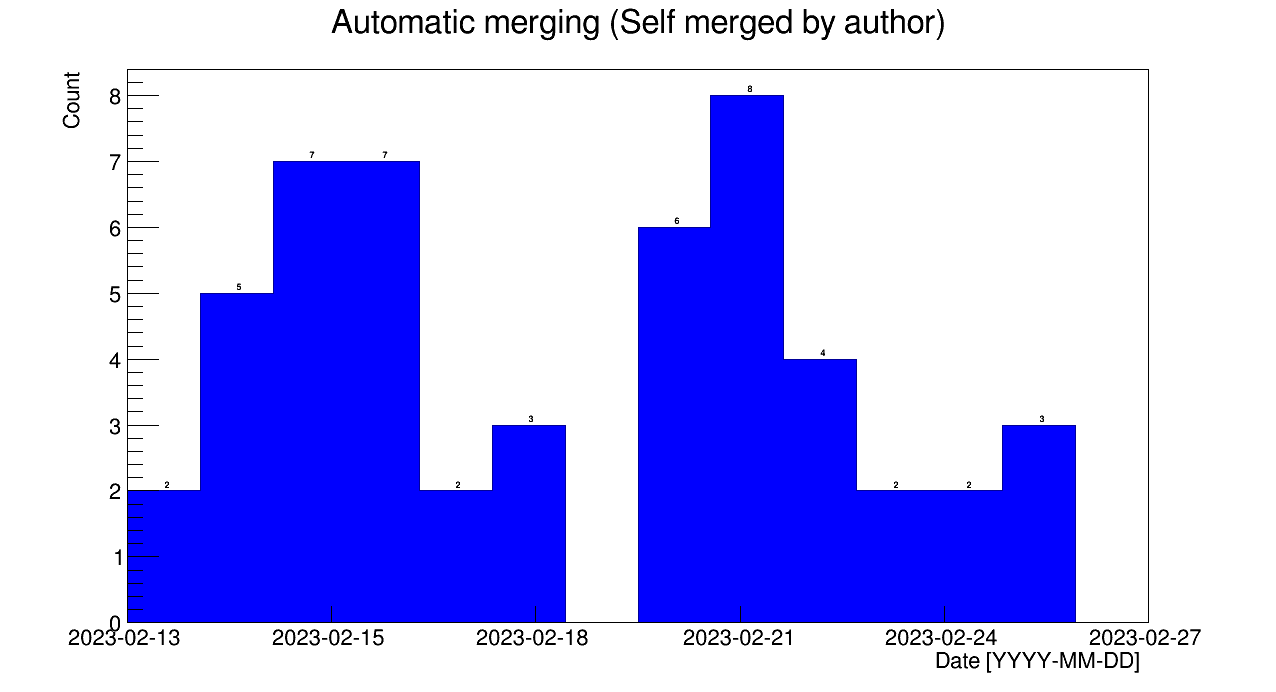 Automatic merging (Self merged by author)
Count
8
7
6
5
4
3
2
1
0
2 5 7 7 2 3 6 8 4 2 2 3
2023-02-13 2023-02-15 2023-02-18 2023-02-21 2023-02-24 2023-02-27
Date [YYYY-MM-DD]